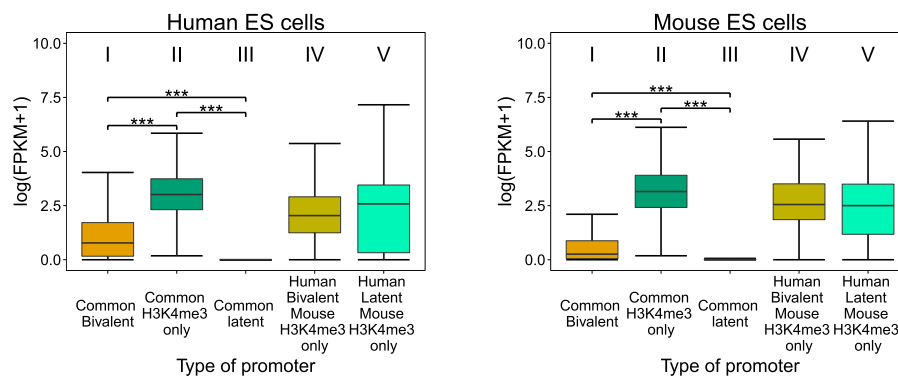 Human ES cells
10.0
7.5
5.0
2.5
0.0
log(FPKM+1)
I II III IV V
***
***
***
Common
Bivalent
Common
H3K4me3
only
Common
latent
Human
Bivalent
Mouse
H3K4me3
only
Human
Latent
Mouse
H3K4me3
only
Type of promoter
Mouse ES cells
10.0
7.5
5.0
2.5
0.0
log(FPKM+1)
I II III IV V
***
***
***
Common
Bivalent
Common
H3K4me3
only
Common
latent
Human
Bivalent
Mouse
H3K4me3
only
Human
Latent
Mouse
H3K4me3
only
Type of promoter